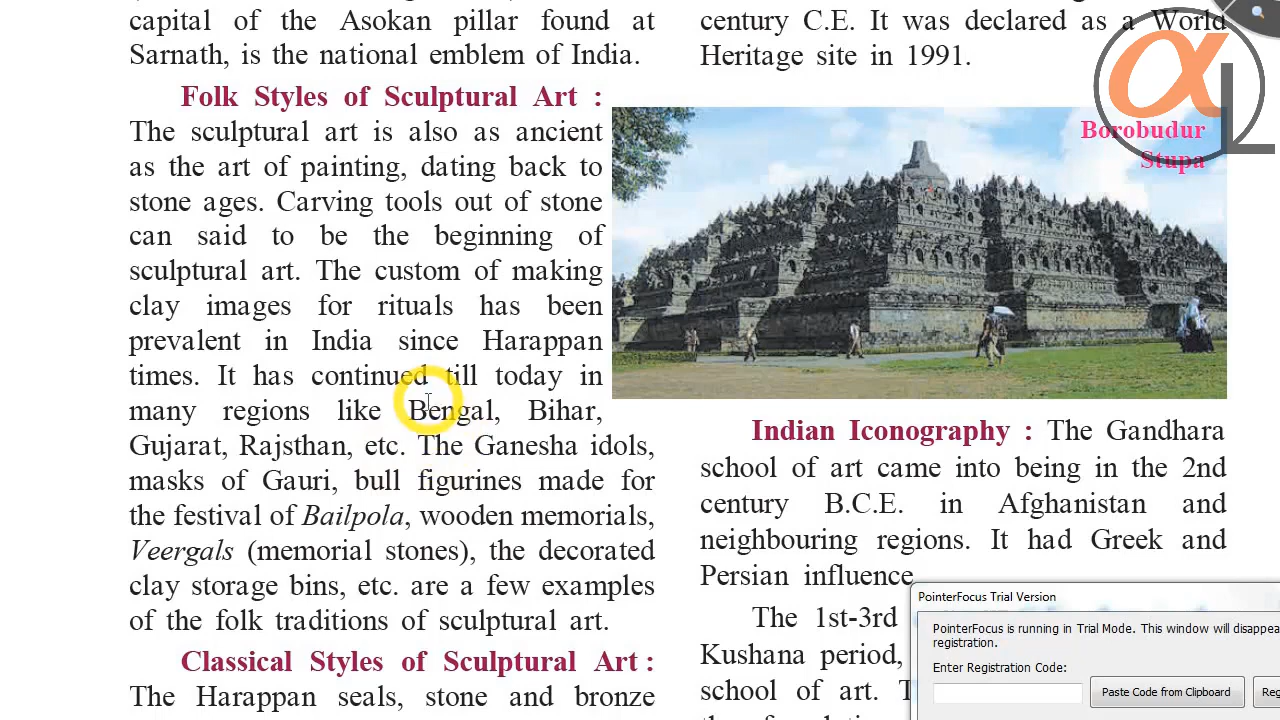 capital of the Asokan pillar found at
Sarnath, is the national emblem of India.
Folk Styles of Sculptural Art :
The sculptural art is also as ancient
as the art of painting, dating back to
stone ages. Carving tools out of stone
can said to be the beginning of
sculptural art. The custom of making
clay images for rituals has been
prevalent in India since Harappan
times. It has continued till today in
many regions like Bengal, Bihar,
Gujarat, Rajsthan, etc. The Ganesha idols,
masks of Gauri, bull figurines made for
the festival of Bailpola, wooden memorials,
Veergals (memorial stones), the decorated
clay storage bins, etc. are a few examples
of the folk traditions of sculptural art.
Classical Styles of Sculptural Art :
The Harappan seals, stone and bronze
century C.E. It was declared as a World
Heritage site in 1991.
Borobudur
Stupa
Indian Iconography : The Gandhara
school of art came into being in the 2nd
century B.C.E. in Afghanistan and
neighbouring regions. It had Greek and
Persian influence
The 1st-3rd
Kushana period,
school of art.
PointerFocus Trial Version
PointerFocus is running in Trial Mode. This window will disappea
registration.
Enter Registration Code:
Paste Code from Clipboard
αL